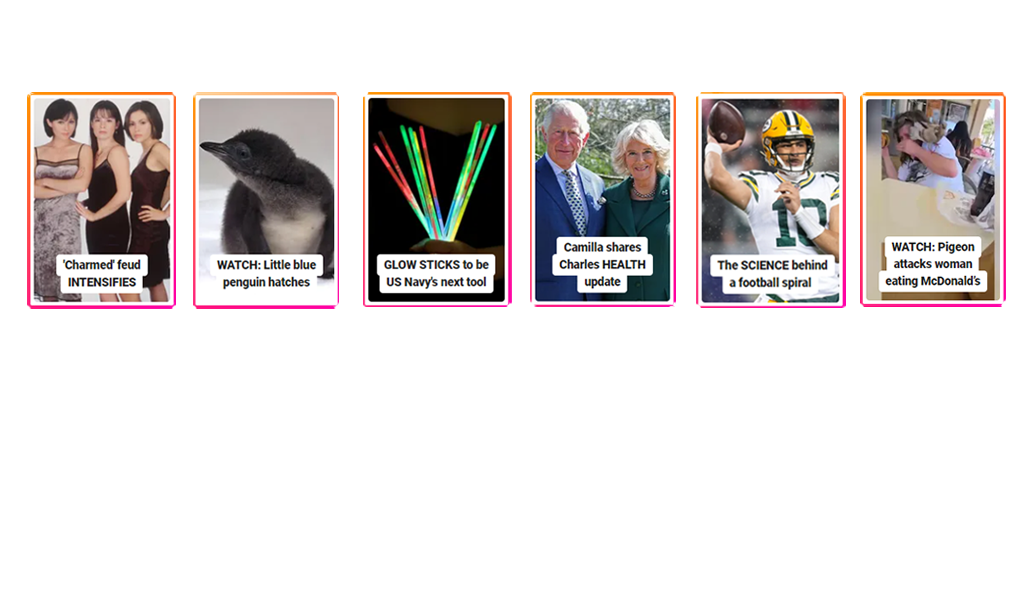 'Charmed' feud
INTENSIFIES
WATCH: Little blue
penguin hatches
GLOW STICKS to be
US Navy's next tool
Camilla shares
Charles HEALTH
update
The SCIENCE behind
a football spiral
WATCH: Pigeon
attacks woman
eating McDonald's